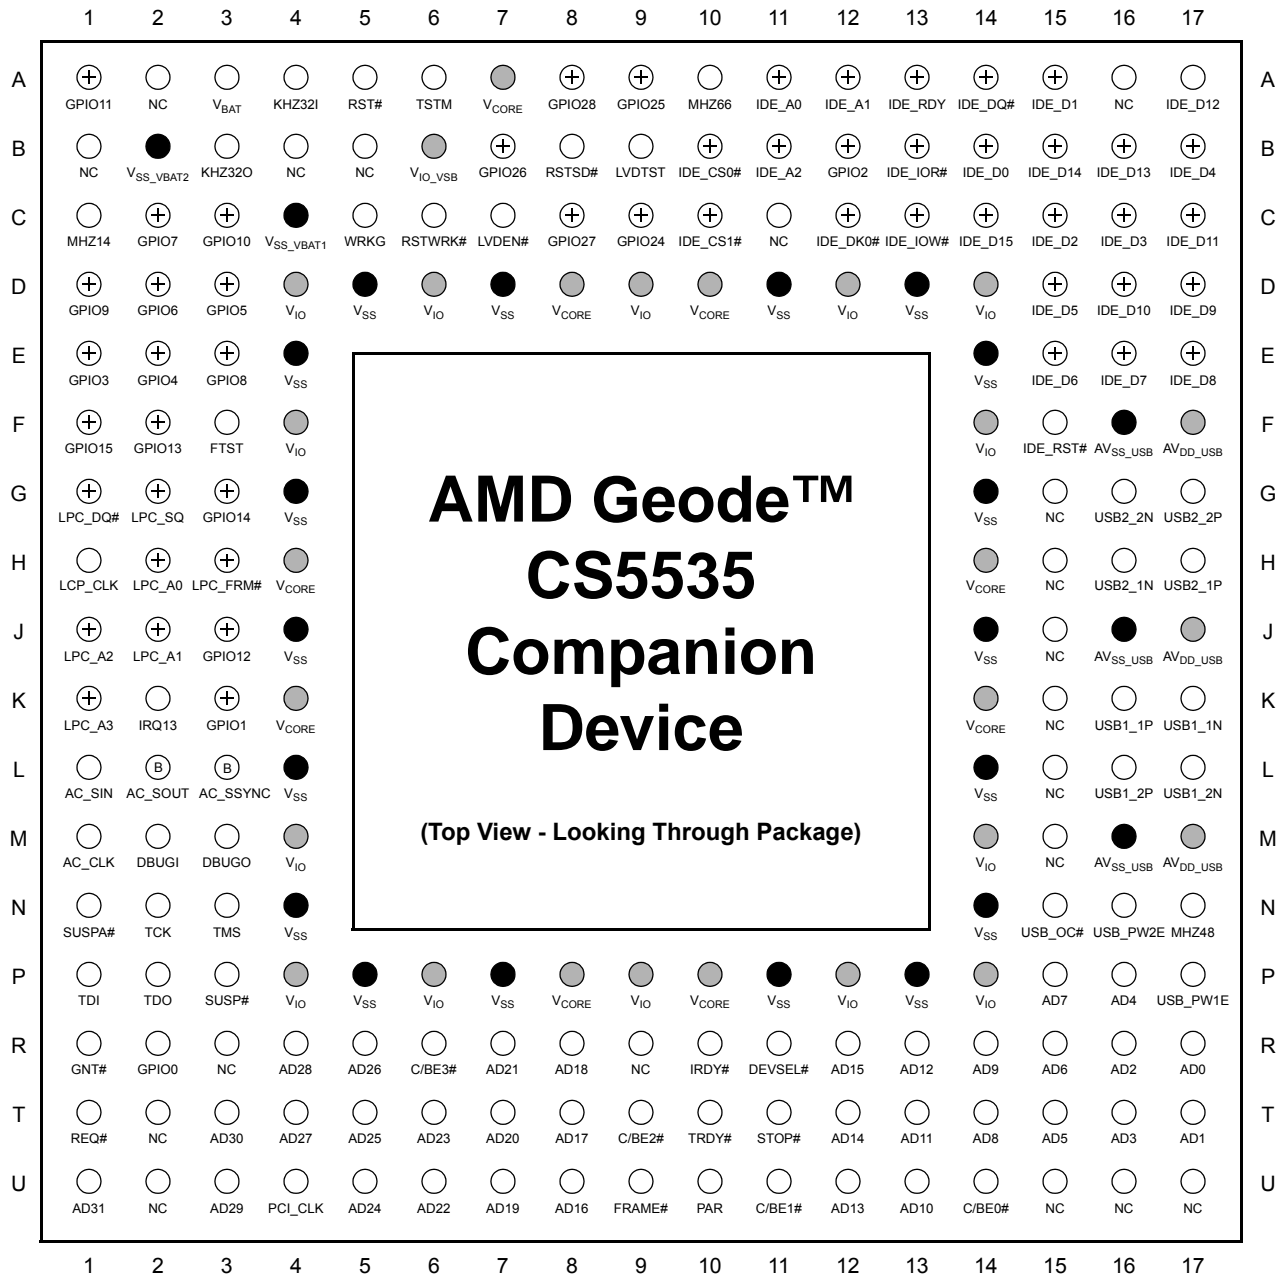 1 2 3 4 5 6 7 8 9 10 11 12 13 14 15 16 17
A A
GPIO11 NC VBAT KHZ32I RST# TSTM VCORE GPIO28 GPIO25 MHZ66 IDE_A0 IDE_A1 IDE_RDY IDE_DQ# IDE_D1 NC IDE_D12
B B
NC VSS_VBAT2 KHZ32O NC NC VIO_VSB GPIO26 RSTSD# LVDTST IDE_CS0# IDE_A2 GPIO2 IDE_IOR# IDE_D0 IDE_D14 IDE_D13 IDE_D4
C C
MHZ14 GPIO7 GPIO10 VSS_VBAT1 WRKG RSTWRK# LVDEN# GPIO27 GPIO24 IDE_CS1# NC IDE_DK0# IDE_IOW# IDE_D15 IDE_D2 IDE_D3 IDE_D11
D D
GPIO9 GPIO6 GPIO5 VIO VSS VIO VSS VCORE VIO VCORE VSS VIO VSS VIO IDE_D5 IDE_D10 IDE_D9
E E
GPIO3 GPIO4 GPIO8 VSS VSS IDE_D6 IDE_D7 IDE_D8
F F
GPIO15 GPIO13 FTST VIO VIO IDE_RST# AVSS_USB AVDD_USB
G G
LPC_DQ# LPC_SQ GPIO14 VSS VSS NC USB2_2N USB2_2P
H H
LCP_CLK LPC_A0 LPC_FRM# VCORE VCORE NC USB2_1N USB2_1P
J J
LPC_A2 LPC_A1 GPIO12 VSS VSS NC AVSS_USB AVDD_USB
K K
LPC_A3 IRQ13 GPIO1 VCORE VCORE NC USB1_1P USB1_1N
L B B L
AC_SIN AC_SOUT AC_SSYNC VSS VSS NC USB1_2P USB1_2N
M M
AC_CLK DBUGI DBUGO VIO VIO NC AVSS_USB AVDD_USB
N N
SUSPA# TCK TMS VSS VSS USB_OC# USB_PW2E MHZ48
AMD Geode™
CS5535
Companion
Device
(Top View - Looking Through Package)
P P
TDI TDO SUSP# VIO VSS VIO VSS VCORE VIO VCORE VSS VIO VSS VIO AD7 AD4 USB_PW1E
R R
GNT# GPIO0 NC AD28 AD26 C/BE3# AD21 AD18 NC IRDY# DEVSEL# AD15 AD12 AD9 AD6 AD2 AD0
T T
REQ# NC AD30 AD27 AD25 AD23 AD20 AD17 C/BE2# TRDY# STOP# AD14 AD11 AD8 AD5 AD3 AD1
U U
AD31 NC AD29 PCI_CLK AD24 AD22 AD19 AD16 FRAME# PAR C/BE1# AD13 AD10 C/BE0# NC NC NC
1 2 3 4 5 6 7 8 9 10 11 12 13 14 15 16 17